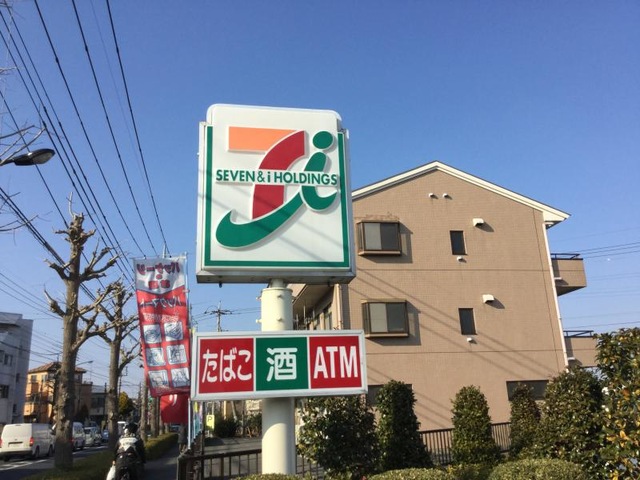 SEVEN & i HOLDINGS
たばこ 酒 ATM